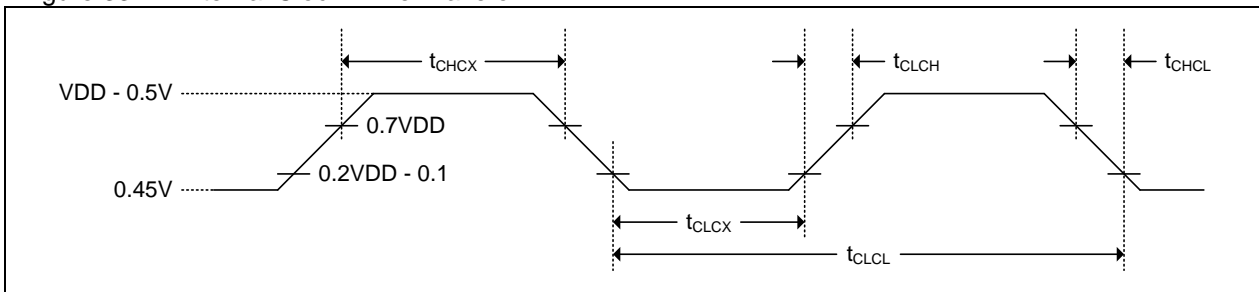 tCHCX
tCLCH
tCHCL
VDD - 0.5V
0.7VDD
0.2VDD - 0.1
0.45V
tCLCX
tCLCL